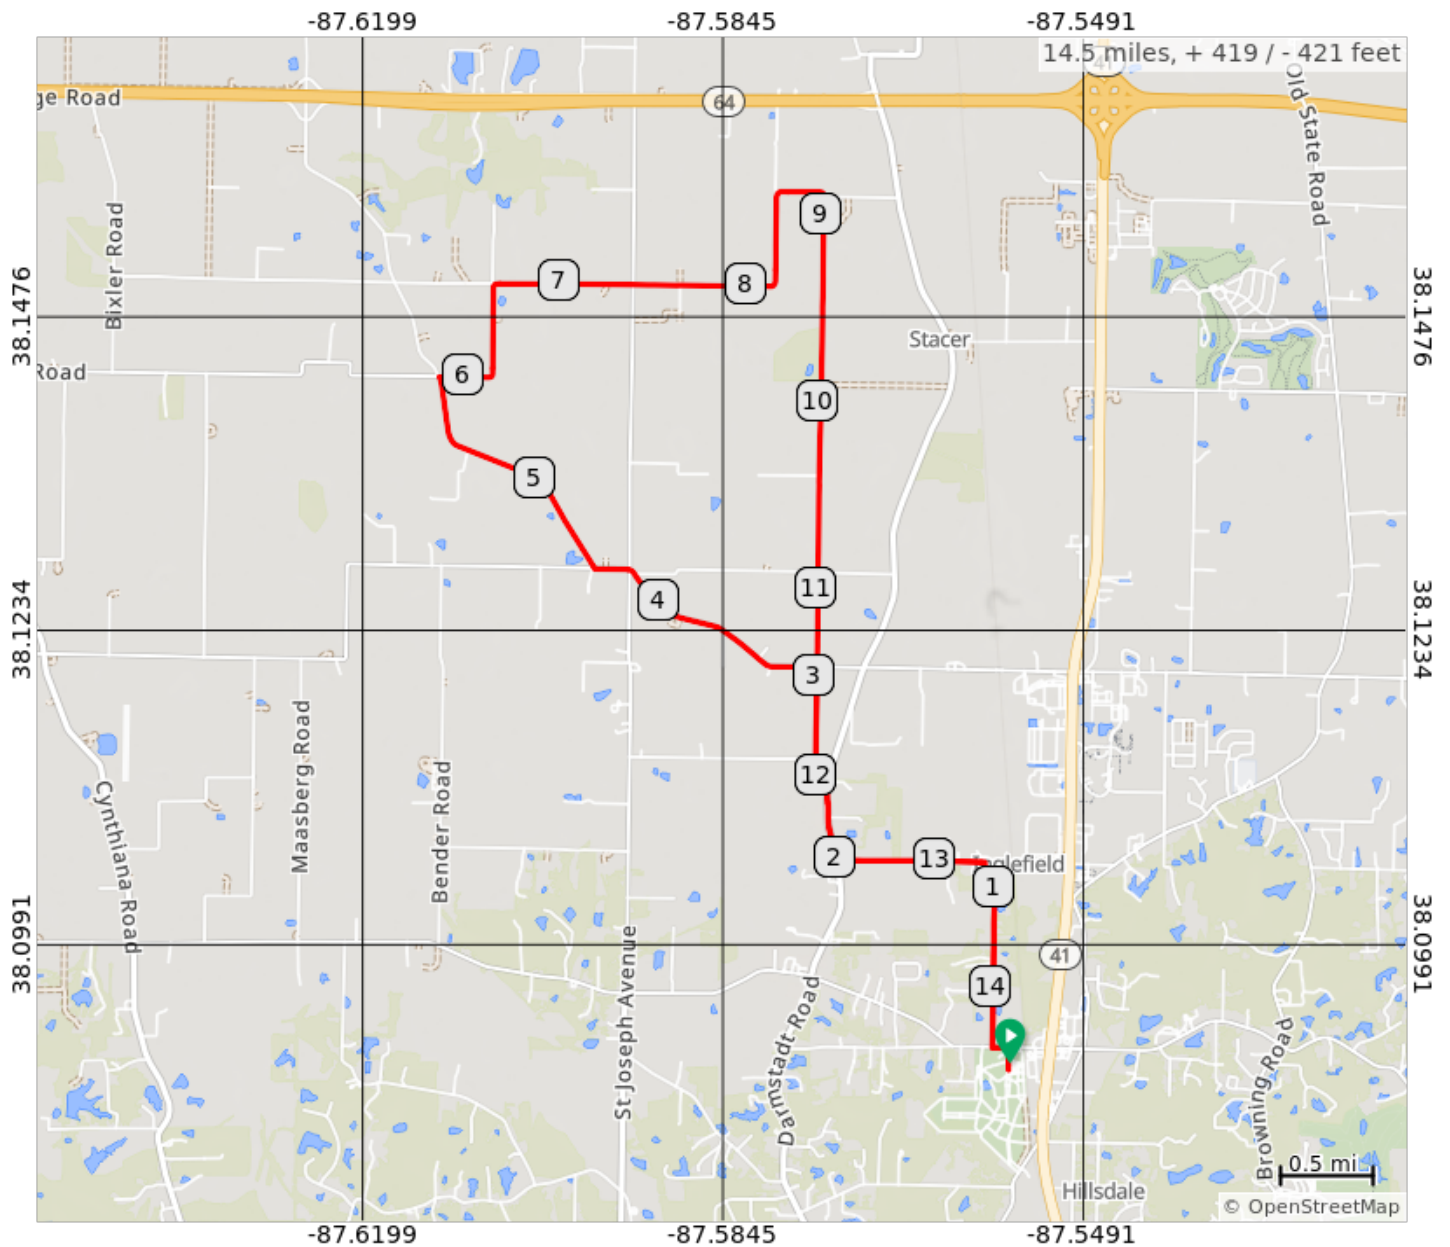 -87.6199 -87.5845 -87.5491
14.5 miles, + 419 / - 421 feet
41
ge Road
64
Old State Road
Bixler Road
9
7
8
38.1476
38.1476
Stacer
Road
6
10
5
11
4
38.1234
38.1234
3
Maasberg Road
12
Cynthiana Road
Bender Road
2
13
Inglefield
1
38.0991
38.0991
St Joseph Avenue
41
14
Darmstadt Road
Browning Road
0.5 mi
Hillsdale
© OpenStreetMap
-87.6199 -87.5845 -87.5491